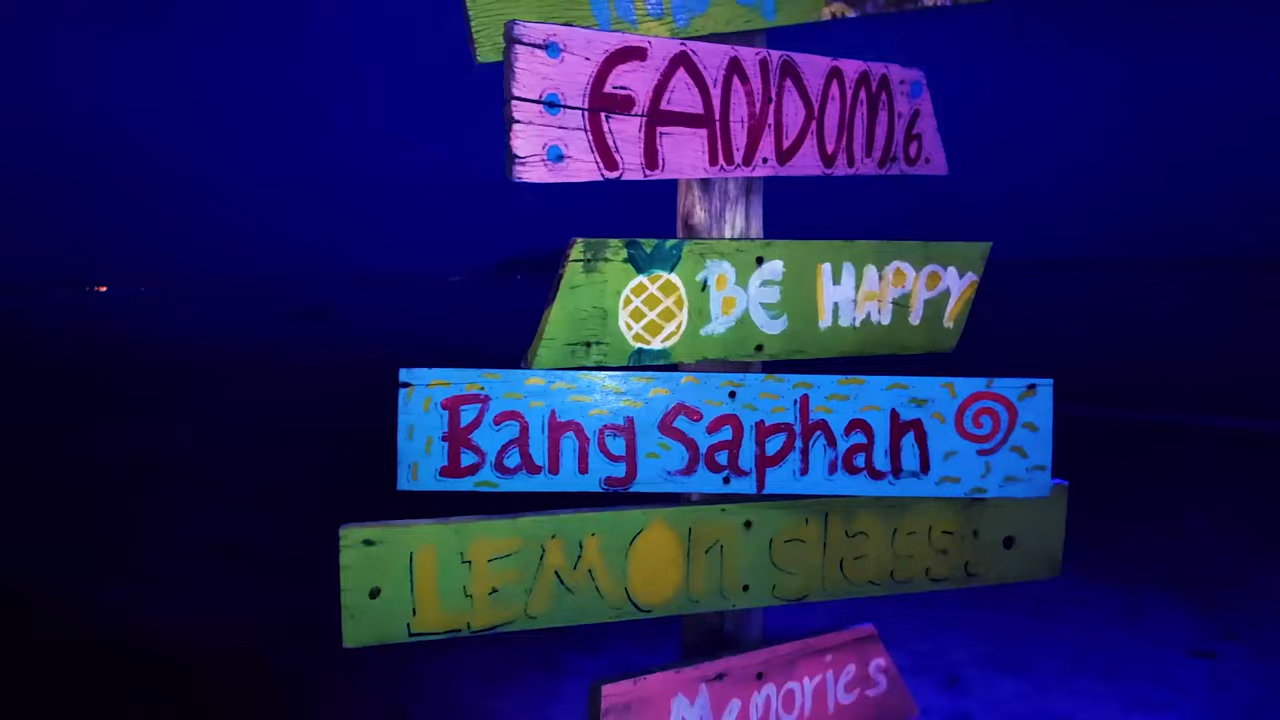 FANDOM 6.
BE HAPPY
Bang Saphan
LEMON glass
Memories